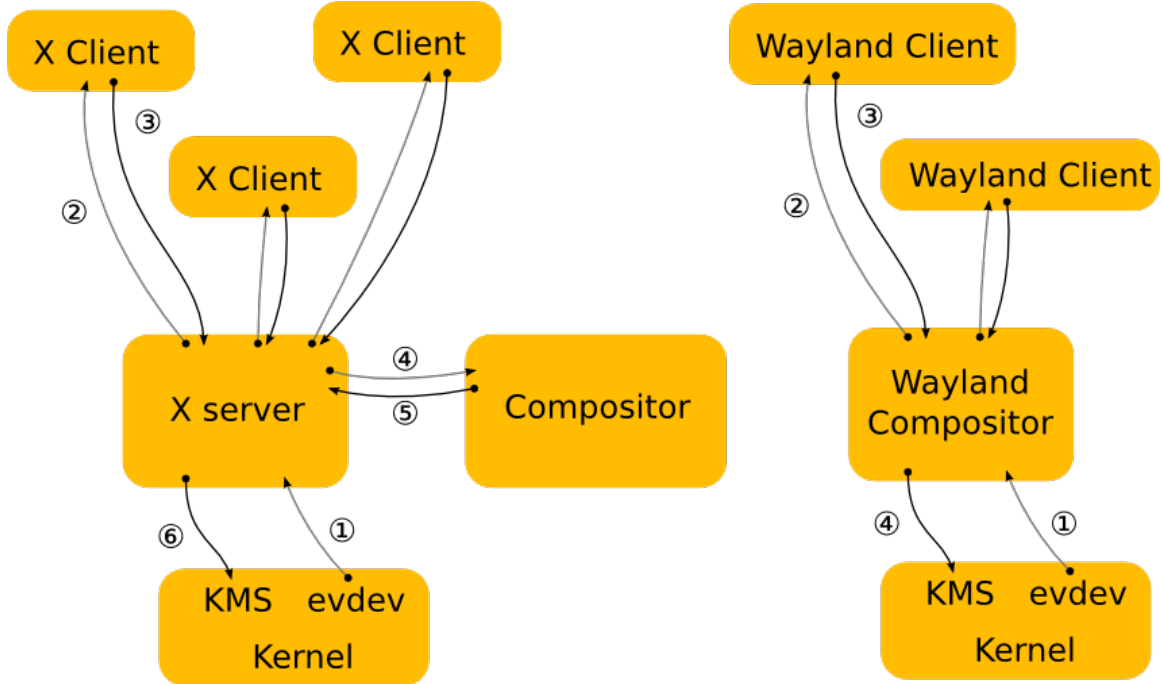 X Client
X Client
③
X Client
②
④
X server
Compositor
⑤
⑥
①
KMS evdev
Kernel
Wayland Client
③
Wayland Client
②
Wayland
Compositor
④
①
KMS evdev
Kernel